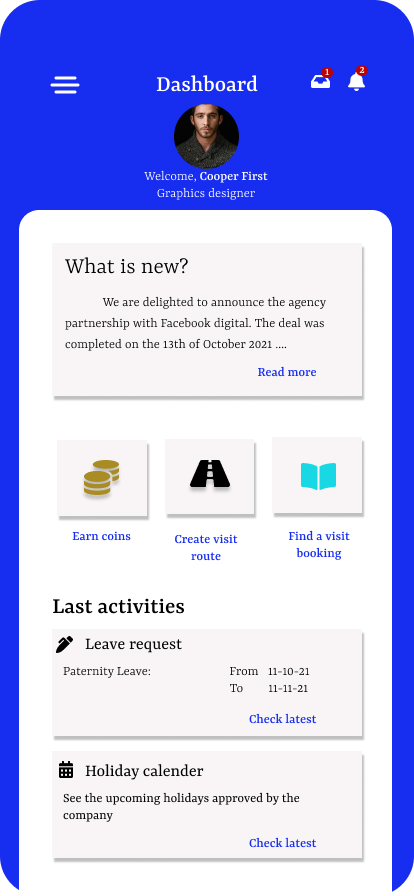 1
2
Dashboard
Welcome, Cooper First
Graphics designer
What is new?
We are delighted to announce the agency
partnership with Facebook digital. The deal was
completed on the 13th of October 2021 ....
Read more
Earn coins
Create visit
route
Find a visit
booking
Last activities
Leave request
Paternity Leave: From 11-10-21
To 11-11-21
Check latest
Holiday calender
See the upcoming holidays approved by the
company
Check latest